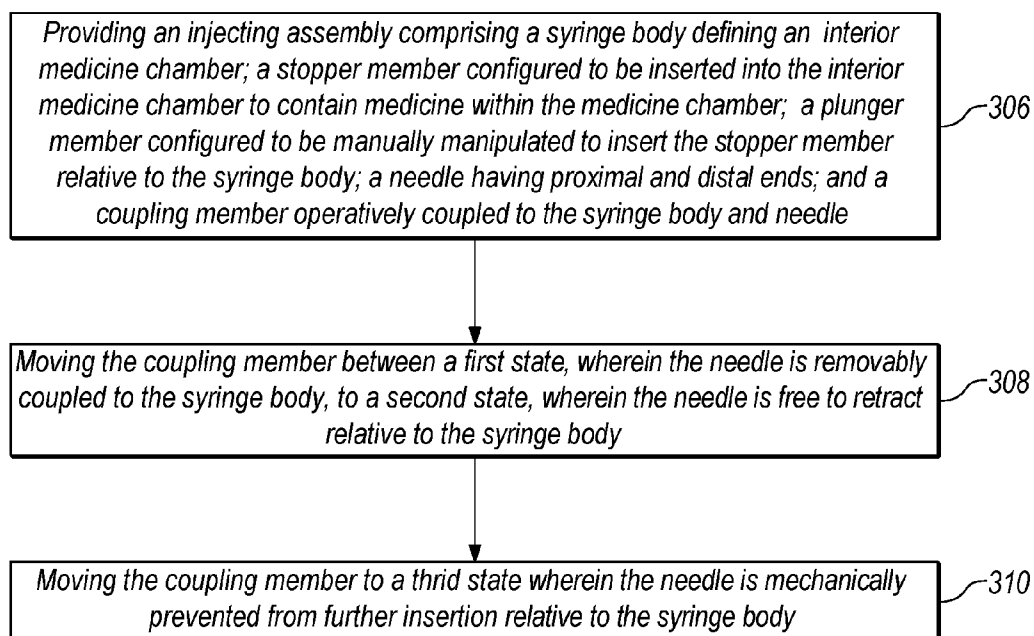 Providing an injecting assembly comprising a syringe body defining an interior
medicine chamber; a stopper member configured to be inserted into the interior
medicine chamber to contain medicine within the medicine chamber; a plunger
member configured to be manually manipulated to insert the stopper member
relative to the syringe body; a needle having proximal and distal ends; and a
coupling member operatively coupled to the syringe body and needle
306
Moving the coupling member between a first state, wherein the needle is removably
coupled to the syringe body, to a second state, wherein the needle is free to retract
relative to the syringe body
308
Moving the coupling member to a thrid state wherein the needle is mechanically
prevented from further insertion relative to the syringe body
310